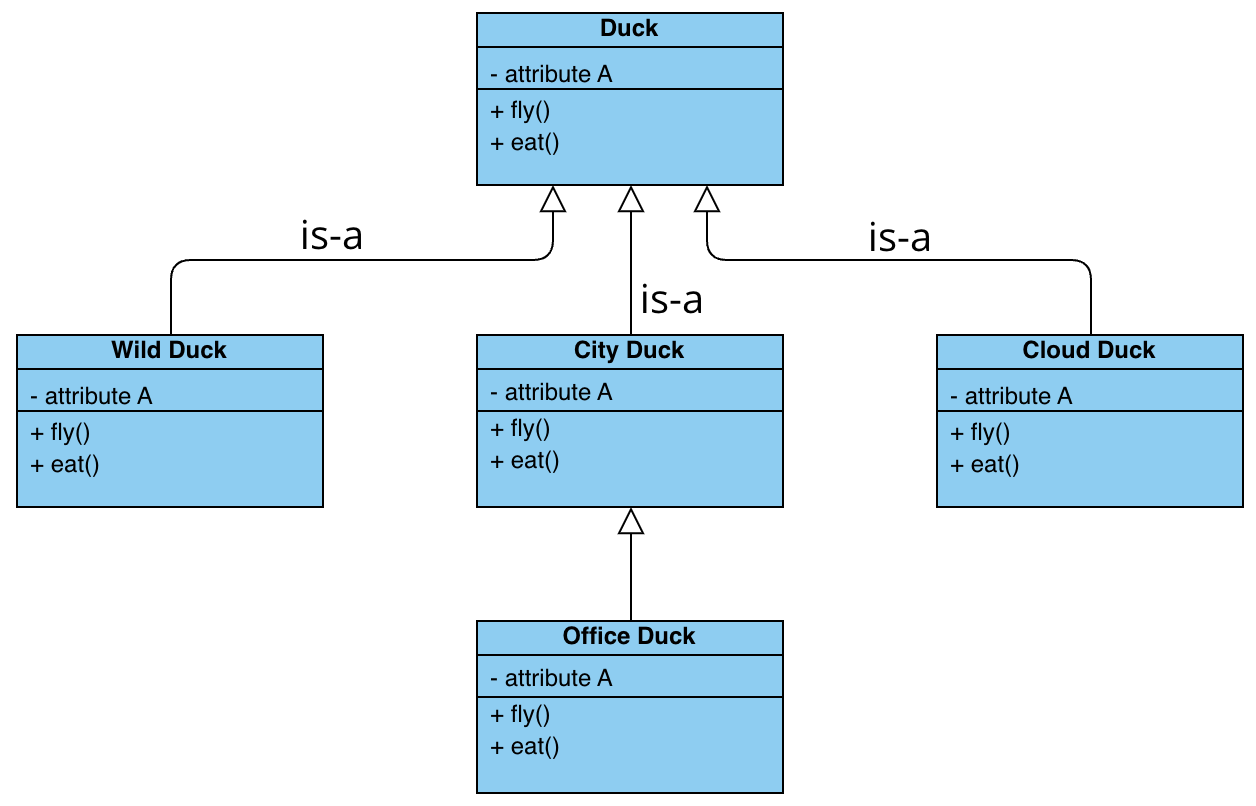 Duck
- attribute A
+ fly()
+ eat()
is-a
is-a
is-a
Wild Duck
- attribute A
+ fly()
+ eat()
City Duck
- attribute A
+ fly()
+ eat()
Cloud Duck
- attribute A
+ fly()
+ eat()
Office Duck
- attribute A
+ fly()
+ eat()